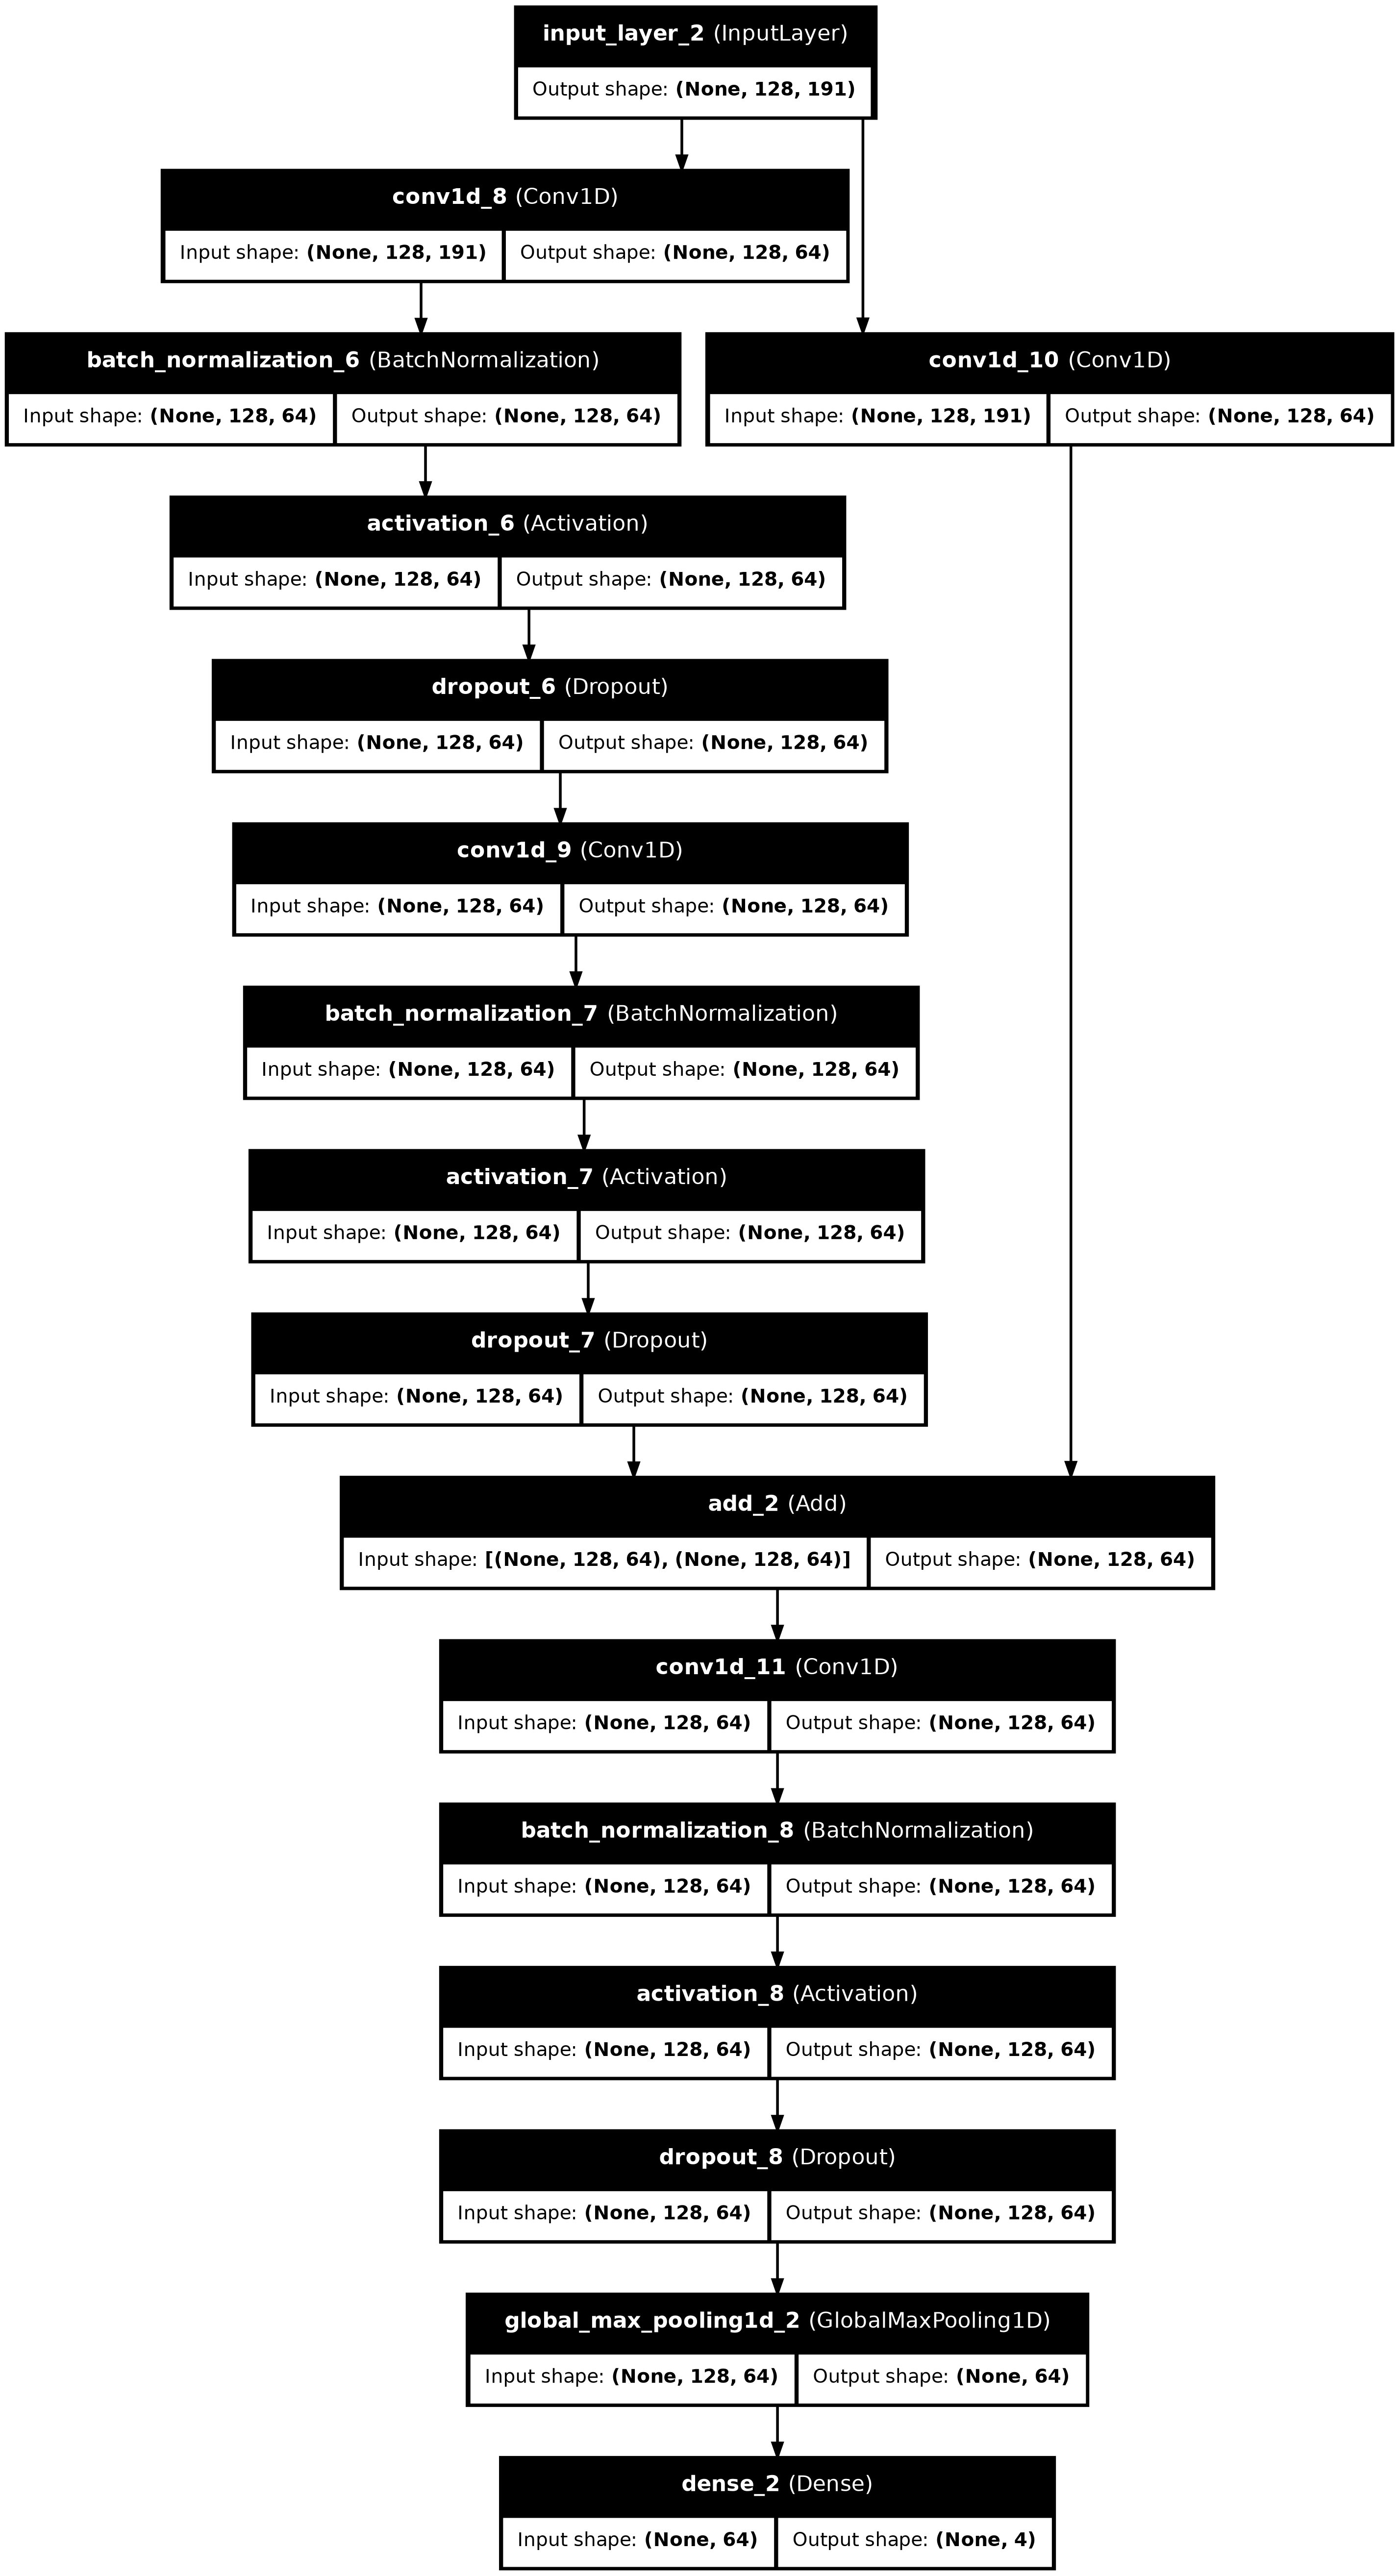 input_layer_2 (InputLayer)
Output shape: (None, 128, 191)
conv1d_8 (Conv1D)
Input shape: (None, 128, 191) Output shape: (None, 128, 64)
batch_normalization_6 (BatchNormalization)
Input shape: (None, 128, 64) Output shape: (None, 128, 64)
conv1d_10 (Conv1D)
Input shape: (None, 128, 191) Output shape: (None, 128, 64)
activation_6 (Activation)
Input shape: (None, 128, 64) Output shape: (None, 128, 64)
dropout_6 (Dropout)
Input shape: (None, 128, 64) Output shape: (None, 128, 64)
conv1d_9 (Conv1D)
Input shape: (None, 128, 64) Output shape: (None, 128, 64)
batch_normalization_7 (BatchNormalization)
Input shape: (None, 128, 64) Output shape: (None, 128, 64)
activation_7 (Activation)
Input shape: (None, 128, 64) Output shape: (None, 128, 64)
dropout_7 (Dropout)
Input shape: (None, 128, 64) Output shape: (None, 128, 64)
add_2 (Add)
Input shape: [(None, 128, 64), (None, 128, 64)] Output shape: (None, 128, 64)
conv1d_11 (Conv1D)
Input shape: (None, 128, 64) Output shape: (None, 128, 64)
batch_normalization_8 (BatchNormalization)
Input shape: (None, 128, 64) Output shape: (None, 128, 64)
activation_8 (Activation)
Input shape: (None, 128, 64) Output shape: (None, 128, 64)
dropout_8 (Dropout)
Input shape: (None, 128, 64) Output shape: (None, 128, 64)
global_max_pooling1d_2 (GlobalMaxPooling1D)
Input shape: (None, 128, 64) Output shape: (None, 64)
dense_2 (Dense)
Input shape: (None, 64) Output shape: (None, 4)